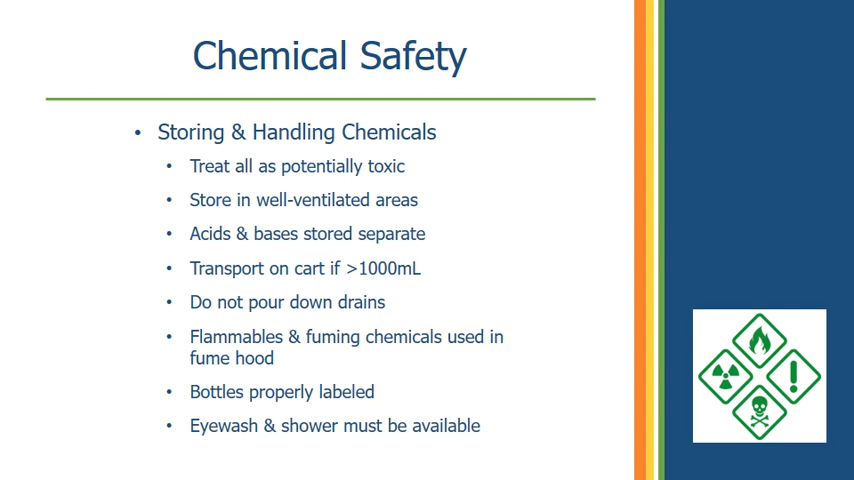 Chemical Safety
• Storing & Handling Chemicals
• Treat all as potentially toxic
• Store in well-ventilated areas
• Acids & bases stored separate
• Transport on cart if >1000mL
• Do not pour down drains
• Flammables & fuming chemicals used in
fume hood
• Bottles properly labeled
• Eyewash & shower must be available